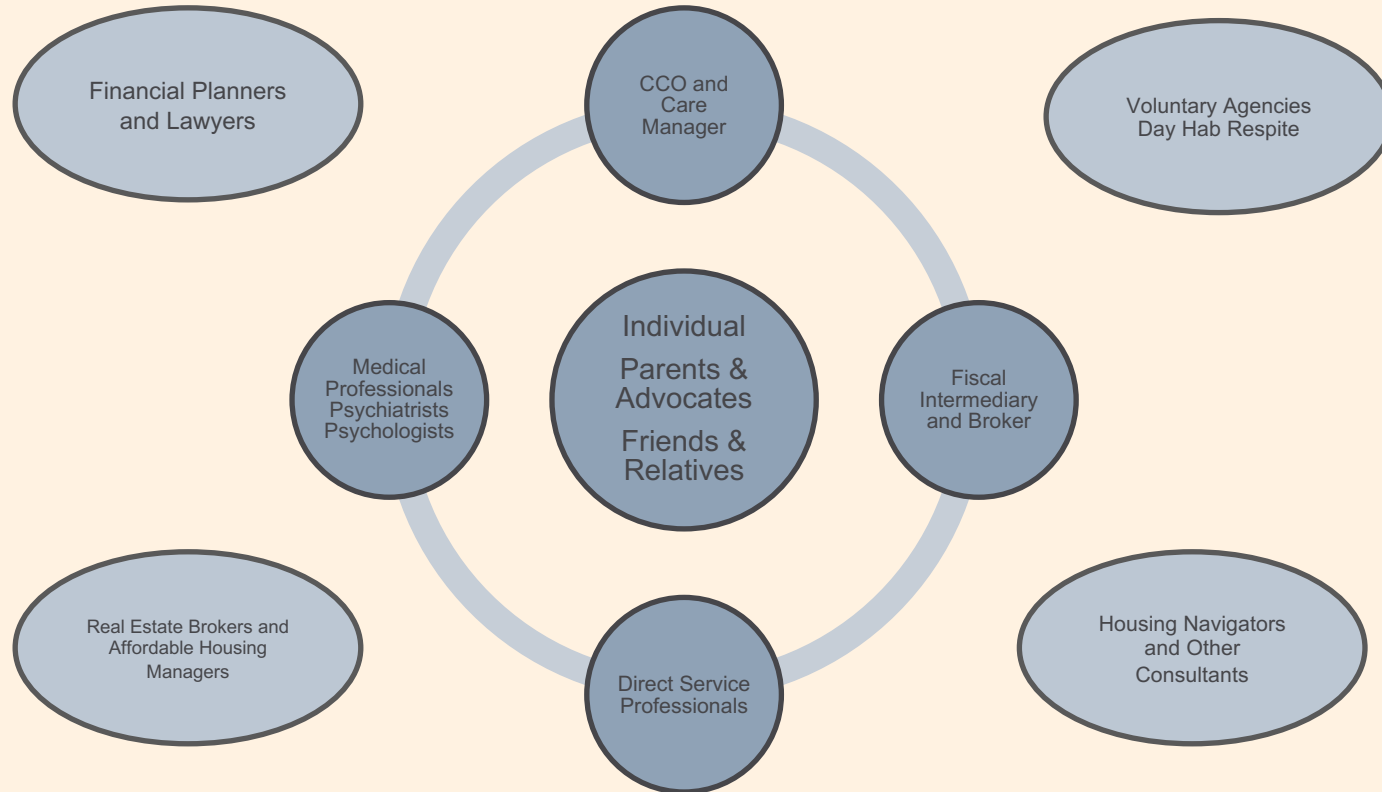 Financial Planners
and Lawyers
CCO and
Care
Manager
Voluntary Agencies
Day Hab Respite
Medical
Professionals
Psychiatrists
Psychologists
Individual
Parents &
Advocates
Friends &
Relatives
Fiscal
Intermediary
and Broker
Real Estate Brokers and
Affordable Housing
Managers
Direct Service
Professionals
Housing Navigators
and Other
Consultants